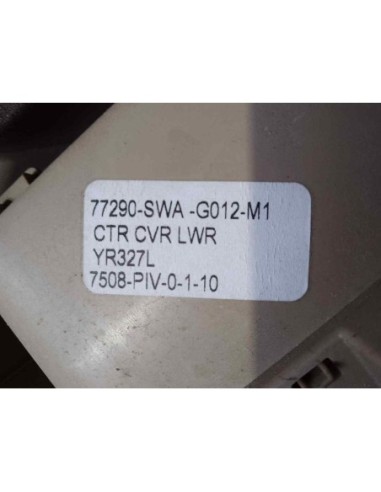 77290-SWA -G012-M1
CTR CVR LWR
YR327L
7508-PIV-0-1-10